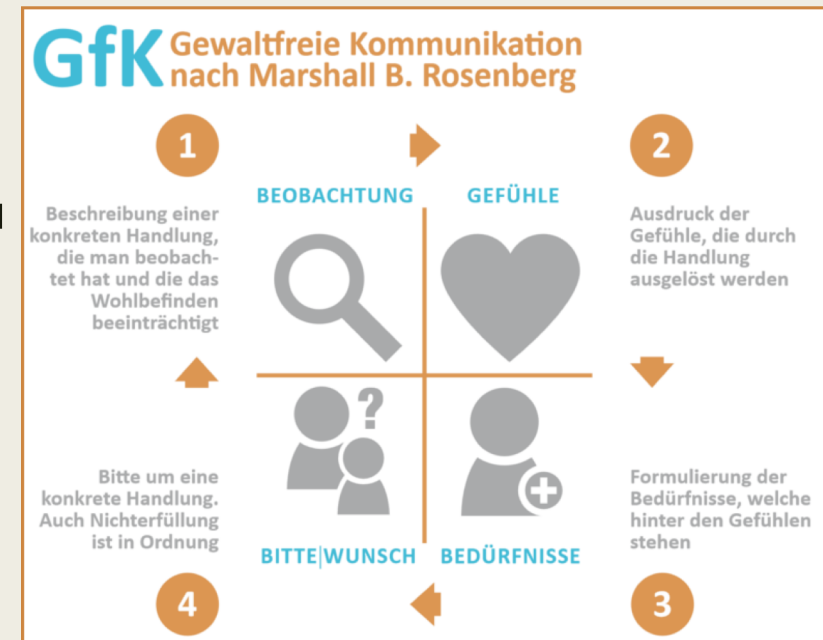 GfK Gewaltfreie Kommunikation
nach Marshall B. Rosenberg
1
BEOBACHTUNG
Beschreibung einer
konkreten Handlung,
die man beobach-
tet hat und die das
Wohlbefinden
beeinträchtigt
2
GEFÜHLE
Ausdruck der
Gefühle, die durch
die Handlung
ausgelöst werden
?
Formulierung der
Bedürfnisse, welche
hinter den Gefühlen
stehen
BEDÜRFNISSE
3
Bitte um eine
konkrete Handlung.
Auch Nichterfüllung
ist in Ordnung
BITTE|WUNSCH
4